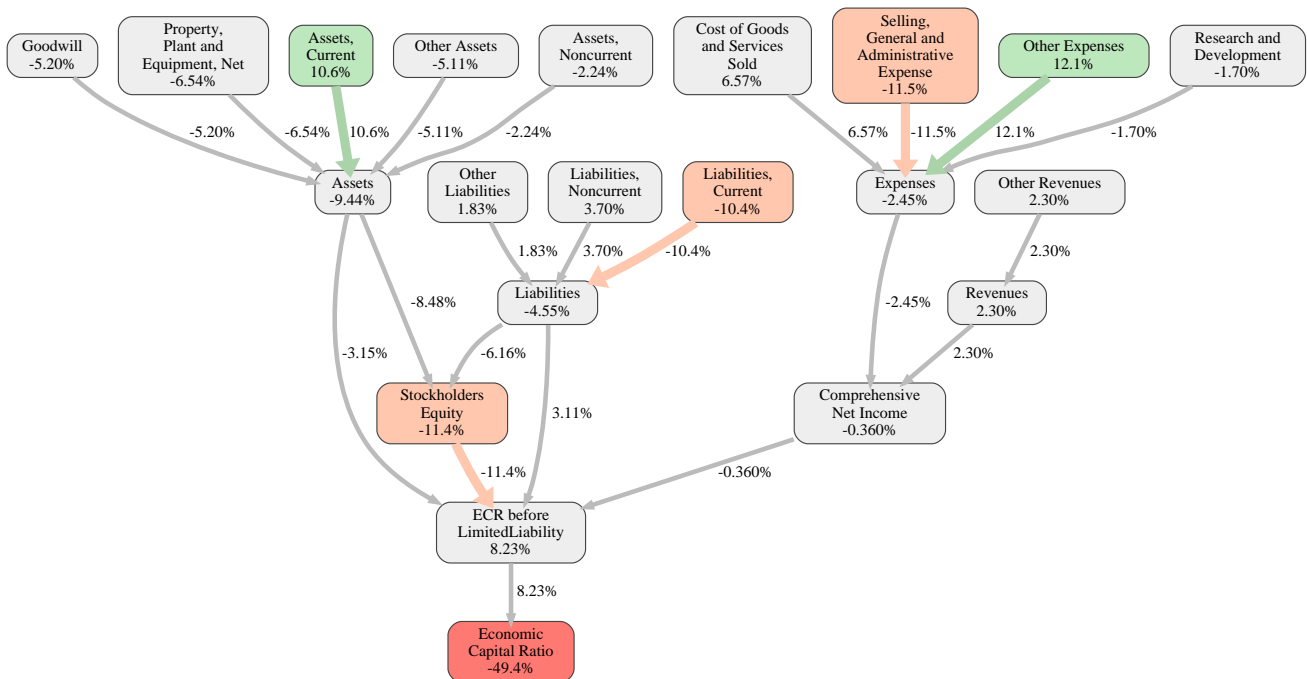 Goodwill
-5.20%
Property,
Plant and
Equipment, Net
-6.54%
Assets,
Current
10.6%
Other Assets
-5.11%
Assets,
Noncurrent
-2.24%
Cost of Goods
and Services
Sold
6.57%
Selling,
General and
Administrative
Expense
-11.5%
Other Expenses
12.1%
Research and
Development
-1.70%
-5.20%
-6.54%
10.6%
-5.11%
-2.24%
6.57%
-11.5%
12.1%
-1.70%
Assets
-9.44%
Other
Liabilities
1.83%
Liabilities,
Noncurrent
3.70%
Liabilities,
Current
-10.4%
Expenses
-2.45%
Other Revenues
2.30%
1.83%
3.70%
-10.4%
2.30%
-8.48%
Liabilities
-4.55%
-2.45%
Revenues
2.30%
-3.15%
-6.16%
2.30%
Stockholders
Equity
-11.4%
3.11%
Comprehensive
Net Income
-0.360%
-11.4%
-0.360%
ECR before
LimitedLiability
8.23%
8.23%
Economic
Capital Ratio
-49.4%